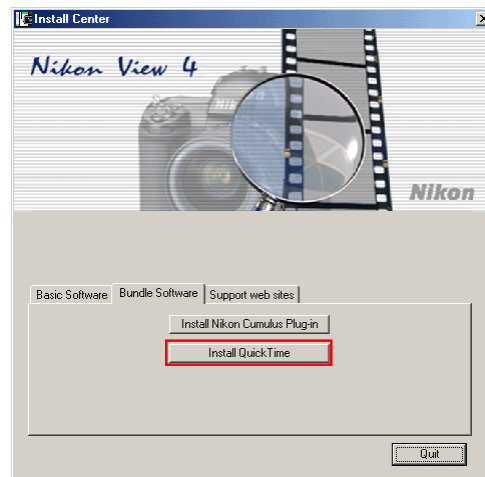 Install Center
Nikon View 4
Nikon
Basic Software Bundle Software Support web sites
Install Nikon Cumulus Plug-in
Install QuickTime
Quit